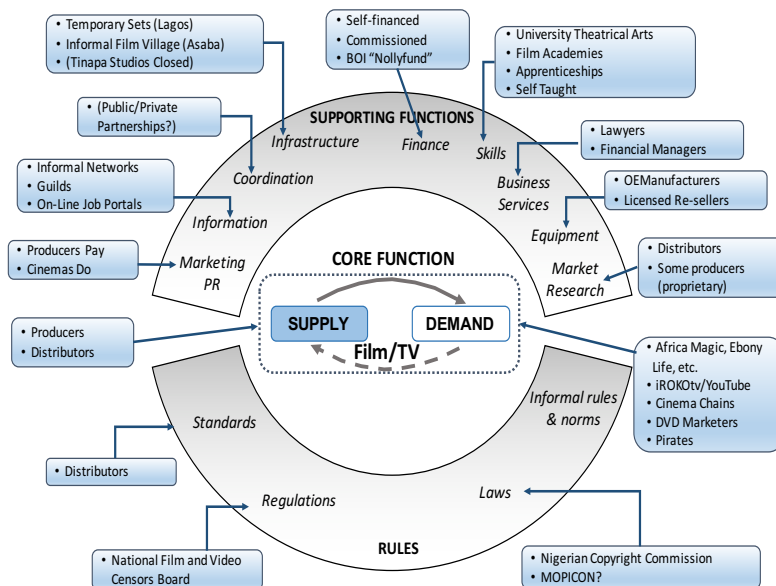 • Temporary Sets (Lagos)
• Informal Film Village (Asaba)
• (Tinapa Studios Closed)
• Self-financed
• Commissioned
• BOI “Nollyfund”
• University Theatrical Arts
• Film Academies
• Apprenticeships
• Self Taught
• (Public/Private
Partnerships?)
• Lawyers
• Financial Managers
• Informal Networks
• Guilds
• On-Line Job Portals
• OEManufacturers
• Licensed Re-sellers
• Producers Pay
• Cinemas Do
• Distributors
• Some producers
(proprietary)
SUPPORTING FUNCTIONS
Infrastructure
Finance
Skills
Coordination
Business
Services
Information
Equipment
Marketing
PR
Market
Research
CORE FUNCTION
SUPPLY
DEMAND
Film/TV
• Producers
• Distributors
• Africa Magic, Ebony
Life, etc.
• iROKOtv/YouTube
• Cinema Chains
• DVD Marketers
• Pirates
Standards
Informal rules
& norms
• Distributors
Regulations
Laws
RULES
• National Film and Video
Censors Board
• Nigerian Copyright Commission
• MOPICON?